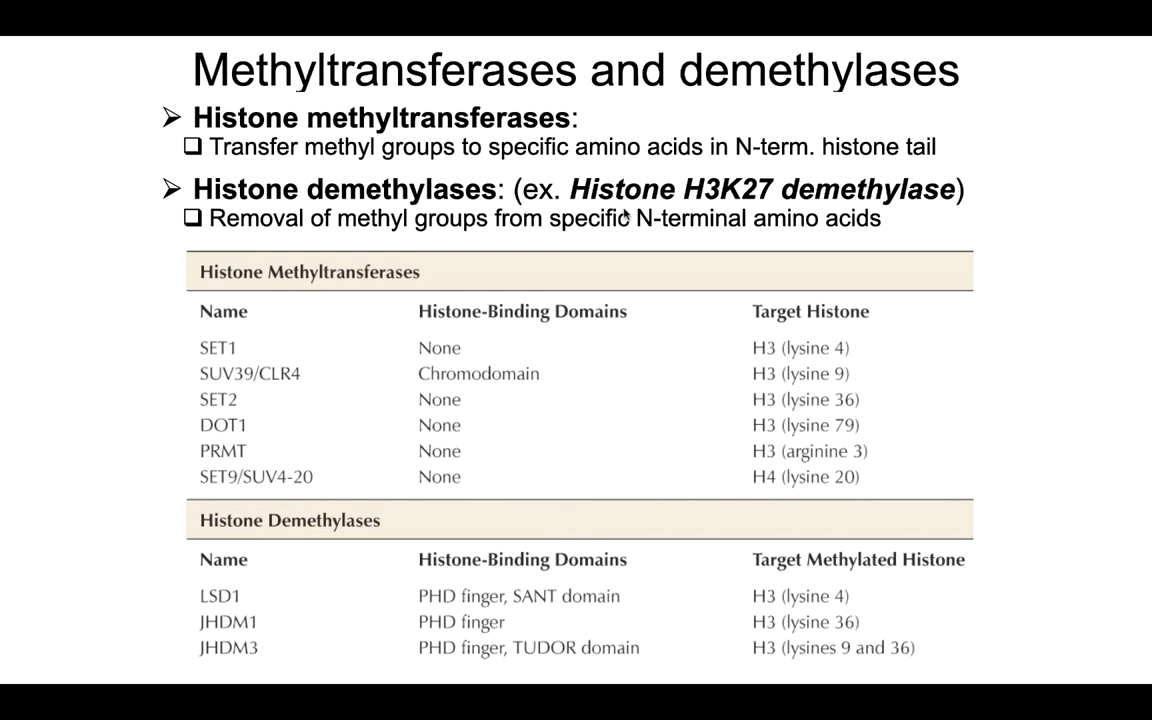 Methyltransferases and demethylases
➢ Histone methyltransferases:
❑ Transfer methyl groups to specific amino acids in N-term. histone tail
➢ Histone demethylases: (ex. Histone H3K27 demethylase)
❑ Removal of methyl groups from specific N-terminal amino acids
Histone Methyltransferases
Name Histone-Binding Domains Target Histone
SET1 None H3 (lysine 4)
SUV39/CLR4 Chromodomain H3 (lysine 9)
SET2 None H3 (lysine 36)
DOT1 None H3 (lysine 79)
PRMT None H3 (arginine 3)
SET9/SUV4-20 None H4 (lysine 20)
Histone Demethylases
Name Histone-Binding Domains Target Methylated Histone
LSD1 PHD finger, SANT domain H3 (lysine 4)
JHDM1 PHD finger H3 (lysine 36)
JHDM3 PHD finger, TUDOR domain H3 (lysines 9 and 36)